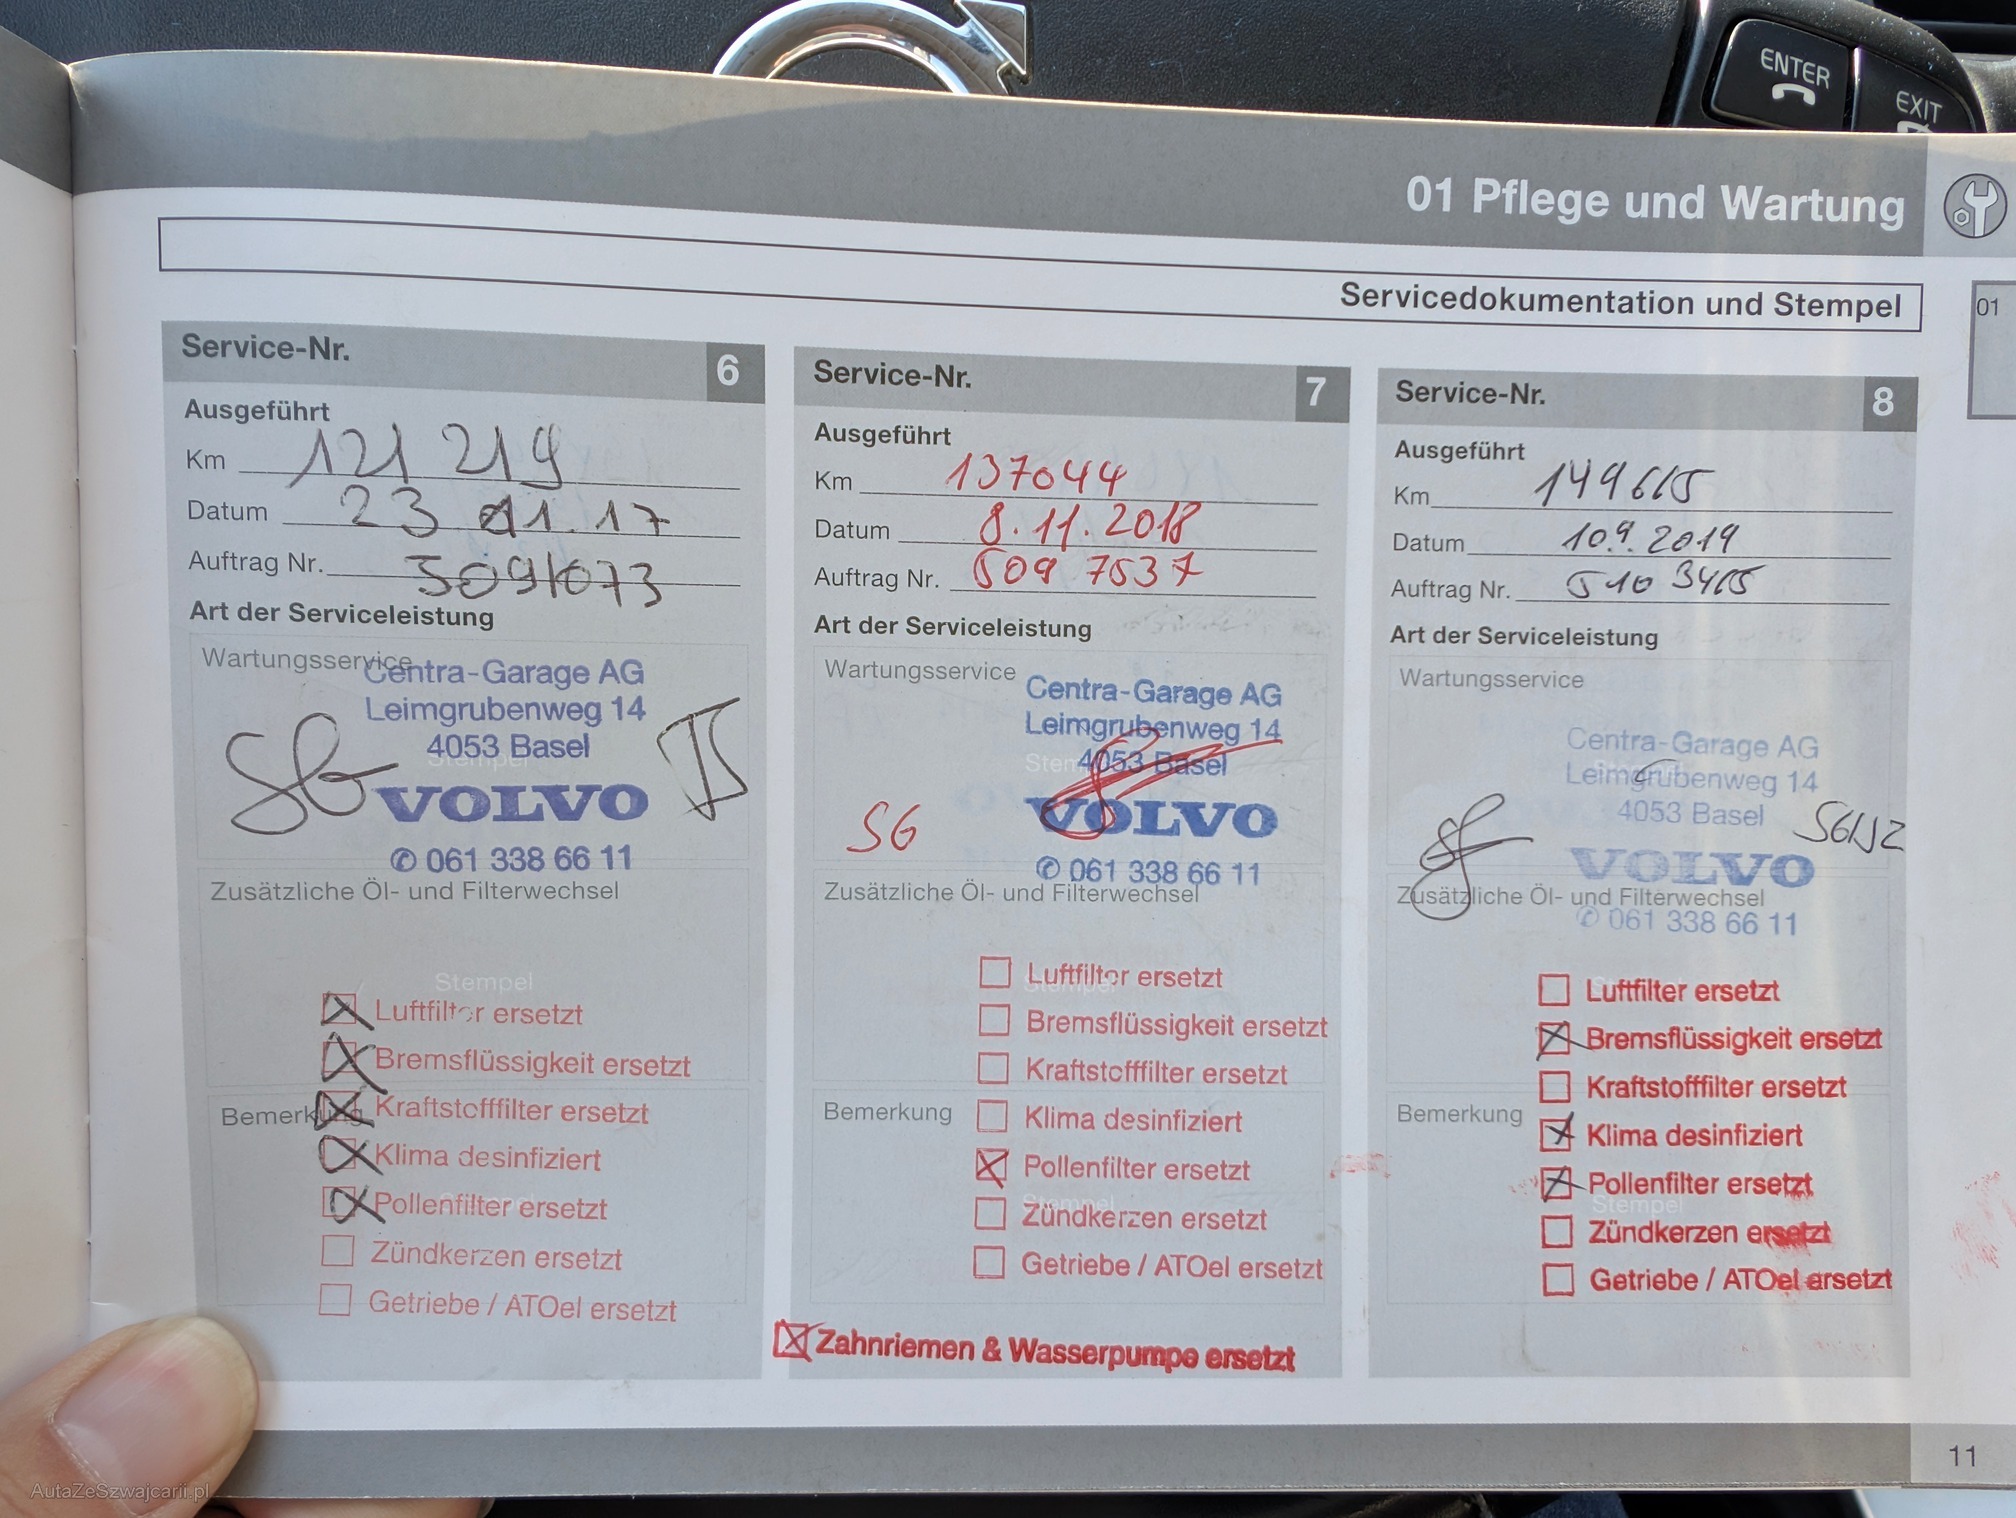 ENTER
EXIT
01 Pflege und Wartung
Servicedokumentation und Stempel
01
Service-Nr. 6
Ausgeführt
Km 121 219
Datum 23 01.17
Auftrag Nr. 5091073
Art der Serviceleistung
Wartungsservice
Centra-Garage AG
Leimgrubenweg 14
4053 Basel
Stempel
SG
VOLVO
✆ 061 338 66 11
Zusätzliche Öl- und Filterwechsel
Stempel
Luftfilter ersetzt
Bremsflüssigkeit ersetzt
Bemerkung
Kraftstofffilter ersetzt
Klima desinfiziert
Pollenfilter ersetzt
Stempel
Zündkerzen ersetzt
Getriebe / ATOel ersetzt
Service-Nr. 7
Ausgeführt
Km 137044
Datum 8.11.2018
Auftrag Nr. 509 7537
Art der Serviceleistung
Wartungsservice
Centra-Garage AG
Leimgrubenweg 14
4053 Basel
SG
VOLVO
✆ 061 338 66 11
Zusätzliche Öl- und Filterwechsel
Luftfilter ersetzt
Stempel
Bremsflüssigkeit ersetzt
Kraftstofffilter ersetzt
Bemerkung
Klima desinfiziert
Pollenfilter ersetzt
Stempel
Zündkerzen ersetzt
Getriebe / ATOel ersetzt
Zahnriemen & Wasserpumpe ersetzt
Service-Nr. 8
Ausgeführt
Km
Datum 10.9.2019
Auftrag Nr.
Art der Serviceleistung
Wartungsservice
Centra-Garage AG
Leimgrubenweg 14
4053 Basel
VOLVO
Zusätzliche Öl- und Filterwechsel
✆ 061 338 66 11
Luftfilter ersetzt
Bremsflüssigkeit ersetzt
Kraftstofffilter ersetzt
Bemerkung
Klima desinfiziert
Pollenfilter ersetzt
Stempel
Zündkerzen ersetzt
Getriebe / ATOel ersetzt
11
AutaZeSzwajcarii.pl